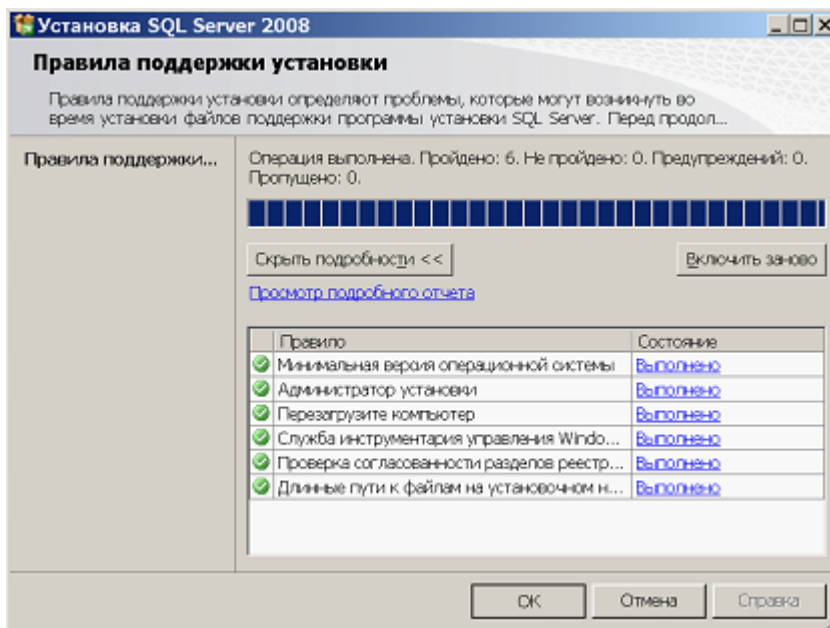 Установка SQL Server 2008
Правила поддержки установки
Правила поддержки установки определяют проблемы, которые могут возникнуть во
время установки файлов поддержки программы установки SQL Server. Перед продол...
Правила поддержки...
Операция выполнена. Пройдено: 6. Не пройдено: 0. Предупреждений: 0.
Пропущено: 0.
Скрыть подробности <<
Включить заново
Просмотр подробного отчета
Правило Состояние
Минимальная версия операционной системы Выполнено
Администратор установки Выполнено
Перезагрузите компьютер Выполнено
Служба инструментария управления Windo... Выполнено
Проверка согласованности разделов реестр... Выполнено
Длинные пути к файлам на установочном н... Выполнено
ОК
Отмена
Справка